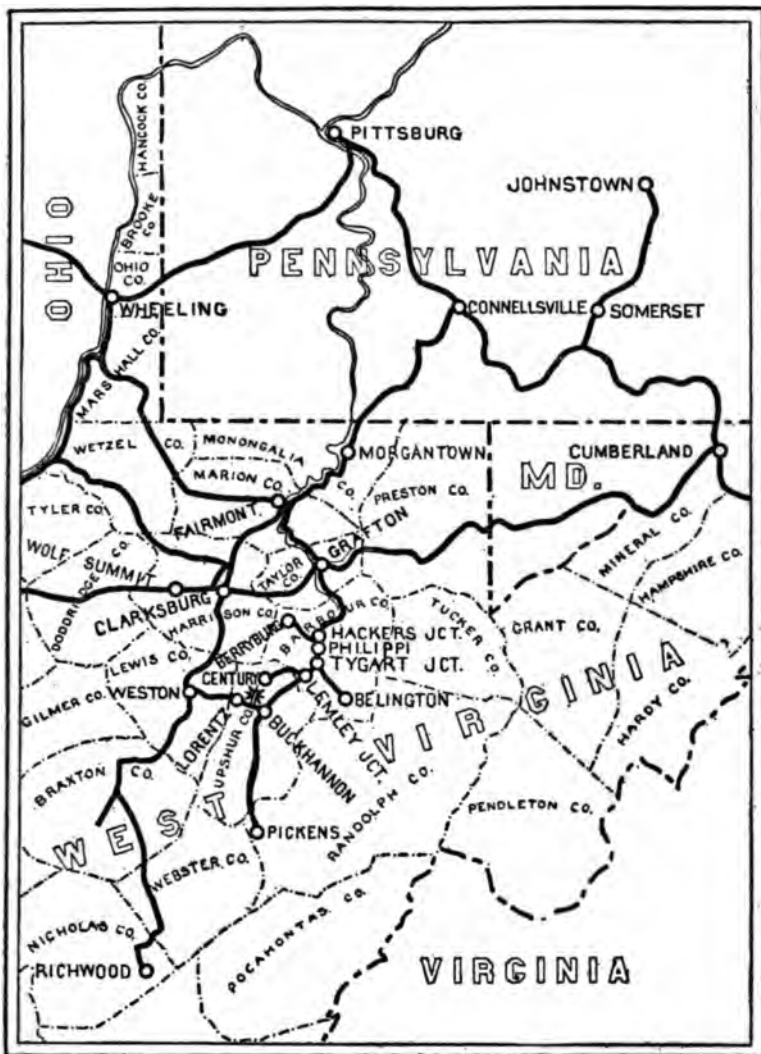 HANCOCK CO.
PITTSBURG
JOHNSTOWN
OHIO
BROOKE CO.
PENNSYLVANIA
OHIO CO.
WHEELING
CONNELLSVILLE
SOMERSET
MARSHALL CO.
WETZEL CO.
MONONGALIA CO.
MORGANTOWN
CUMBERLAND
MARION CO.
PRESTON CO.
MD.
FAIRMONT.
TYLER CO.
GRAFTON
MINERAL CO.
HAMPSHIRE CO.
WOLF SUMMIT
DODDRIDGE CO.
TAYLOR CO.
CLARKSBURG
HARRISON CO.
BARBOUR CO.
TUCKER CO.
GRANT CO.
BERRYBURG
HACKERS JCT.
PHILIPPI
TYGART JCT.
LEWIS CO.
CENTURY
GILMER CO.
WESTON
LEMLEY JCT.
BELINGTON
HARDY CO.
LORENTZ
UPSHUR CO.
BUCKHANNON
WEST VIRGINIA
BRAXTON CO.
RANDOLPH CO.
PENDLETON CO.
PICKENS
WEBSTER CO.
NICHOLAS CO.
POCAHONTAS CO.
RICHWOOD
VIRGINIA